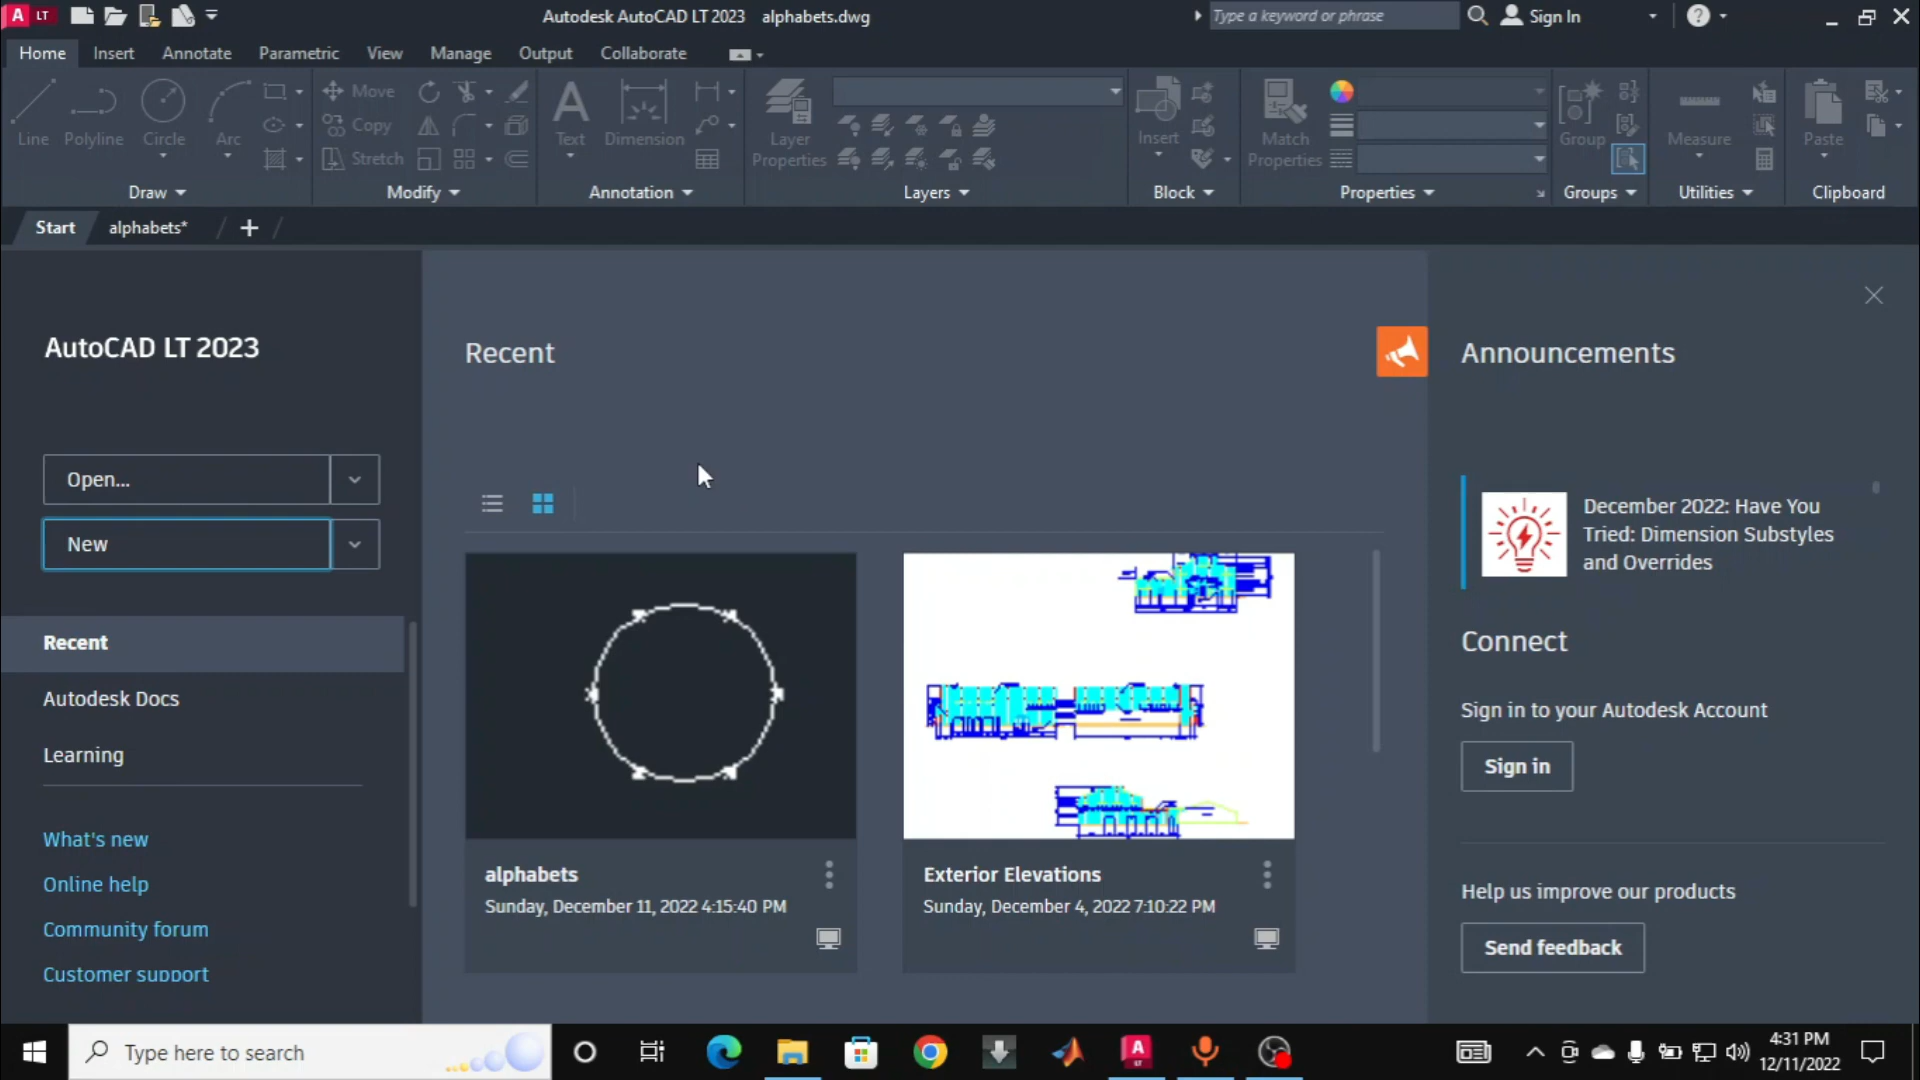 A LT
Autodesk AutoCAD LT 2023 alphabets.dwg
Type a keyword or phrase
Sign In
Home Insert Annotate Parametric View Manage Output Collaborate
Line Polyline Circle Arc
Move
Copy
Stretch
Text Dimension
Layer Properties
Insert
Match Properties
Group
Measure
Paste
Draw Modify Annotation Layers Block Properties Groups Utilities Clipboard
Start alphabets* +
AutoCAD LT 2023
Open...
New
Recent
Autodesk Docs
Learning
What's new
Online help
Community forum
Customer support
Recent
alphabets
Sunday, December 11, 2022 4:15:40 PM
Exterior Elevations
Sunday, December 4, 2022 7:10:22 PM
Announcements
December 2022: Have You
Tried: Dimension Substyles
and Overrides
Connect
Sign in to your Autodesk Account
Sign in
Help us improve our products
Send feedback
Type here to search
A LT
4:31 PM
12/11/2022